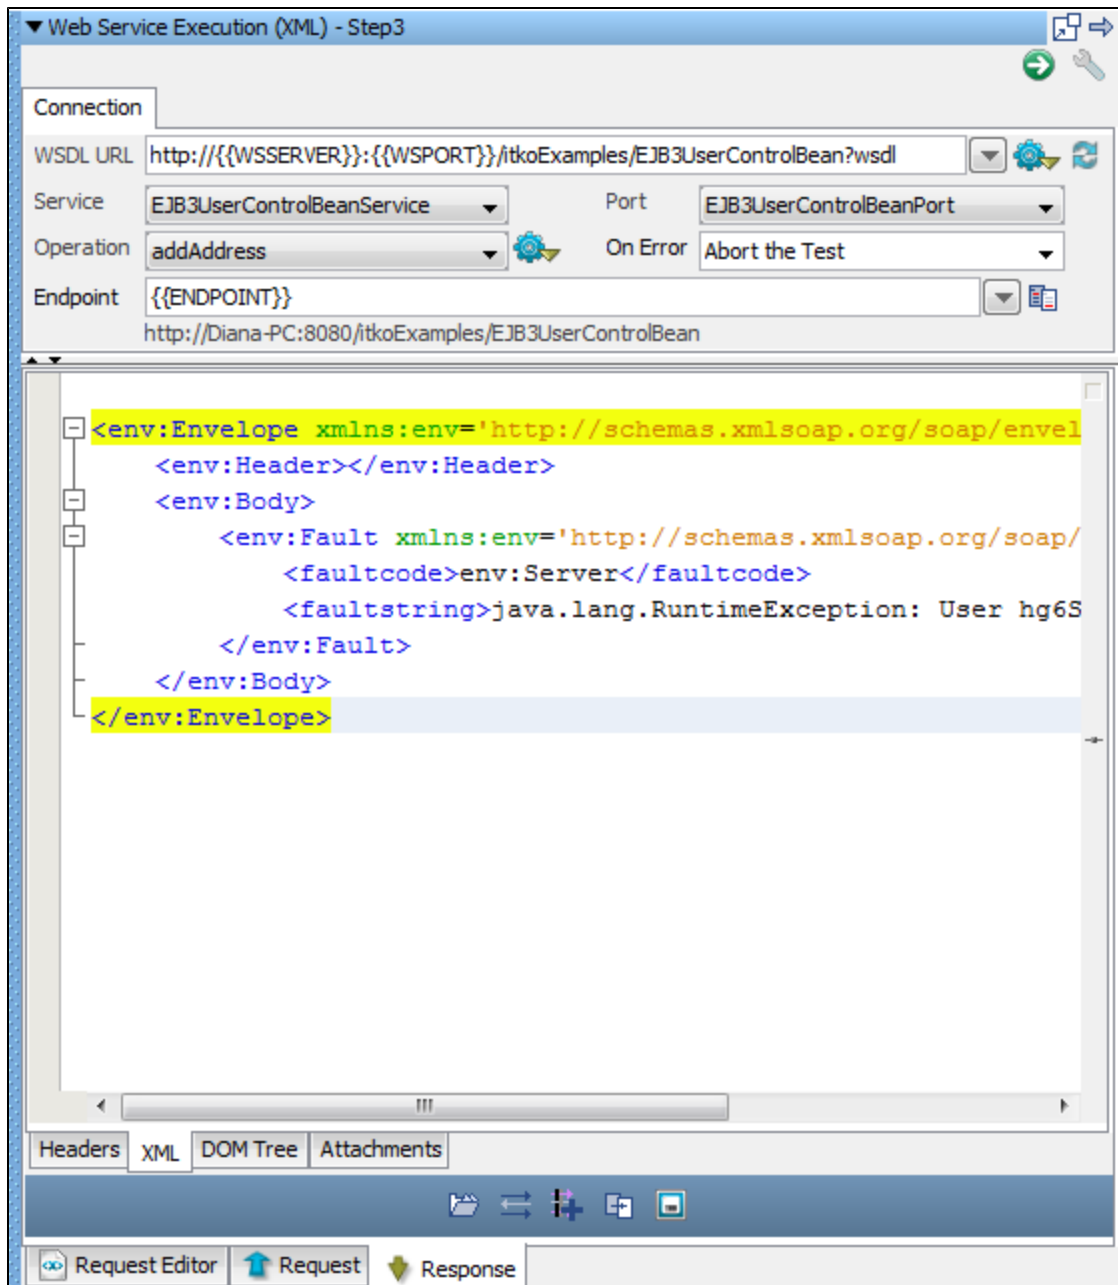 Web Service Execution (XML) - Step3
Connection
WSDL URL http://{{WSSERVER}}:{{WSPORT}}/itkoExamples/EJB3UserControlBean?wsdl
Service EJB3UserControlBeanService Port EJB3UserControlBeanPort
Operation addAddress On Error Abort the Test
Endpoint {{ENDPOINT}}
http://Diana-PC:8080/itkoExamples/EJB3UserControlBean
<env:Envelope xmlns:env='http://schemas.xmlsoap.org/soap/envel
<env:Header></env:Header>
<env:Body>
<env:Fault xmlns:env='http://schemas.xmlsoap.org/soap/
<faultcode>env:Server</faultcode>
<faultstring>java.lang.RuntimeException: User hg6S
</env:Fault>
</env:Body>
</env:Envelope>
Headers XML DOM Tree Attachments
Request Editor Request Response